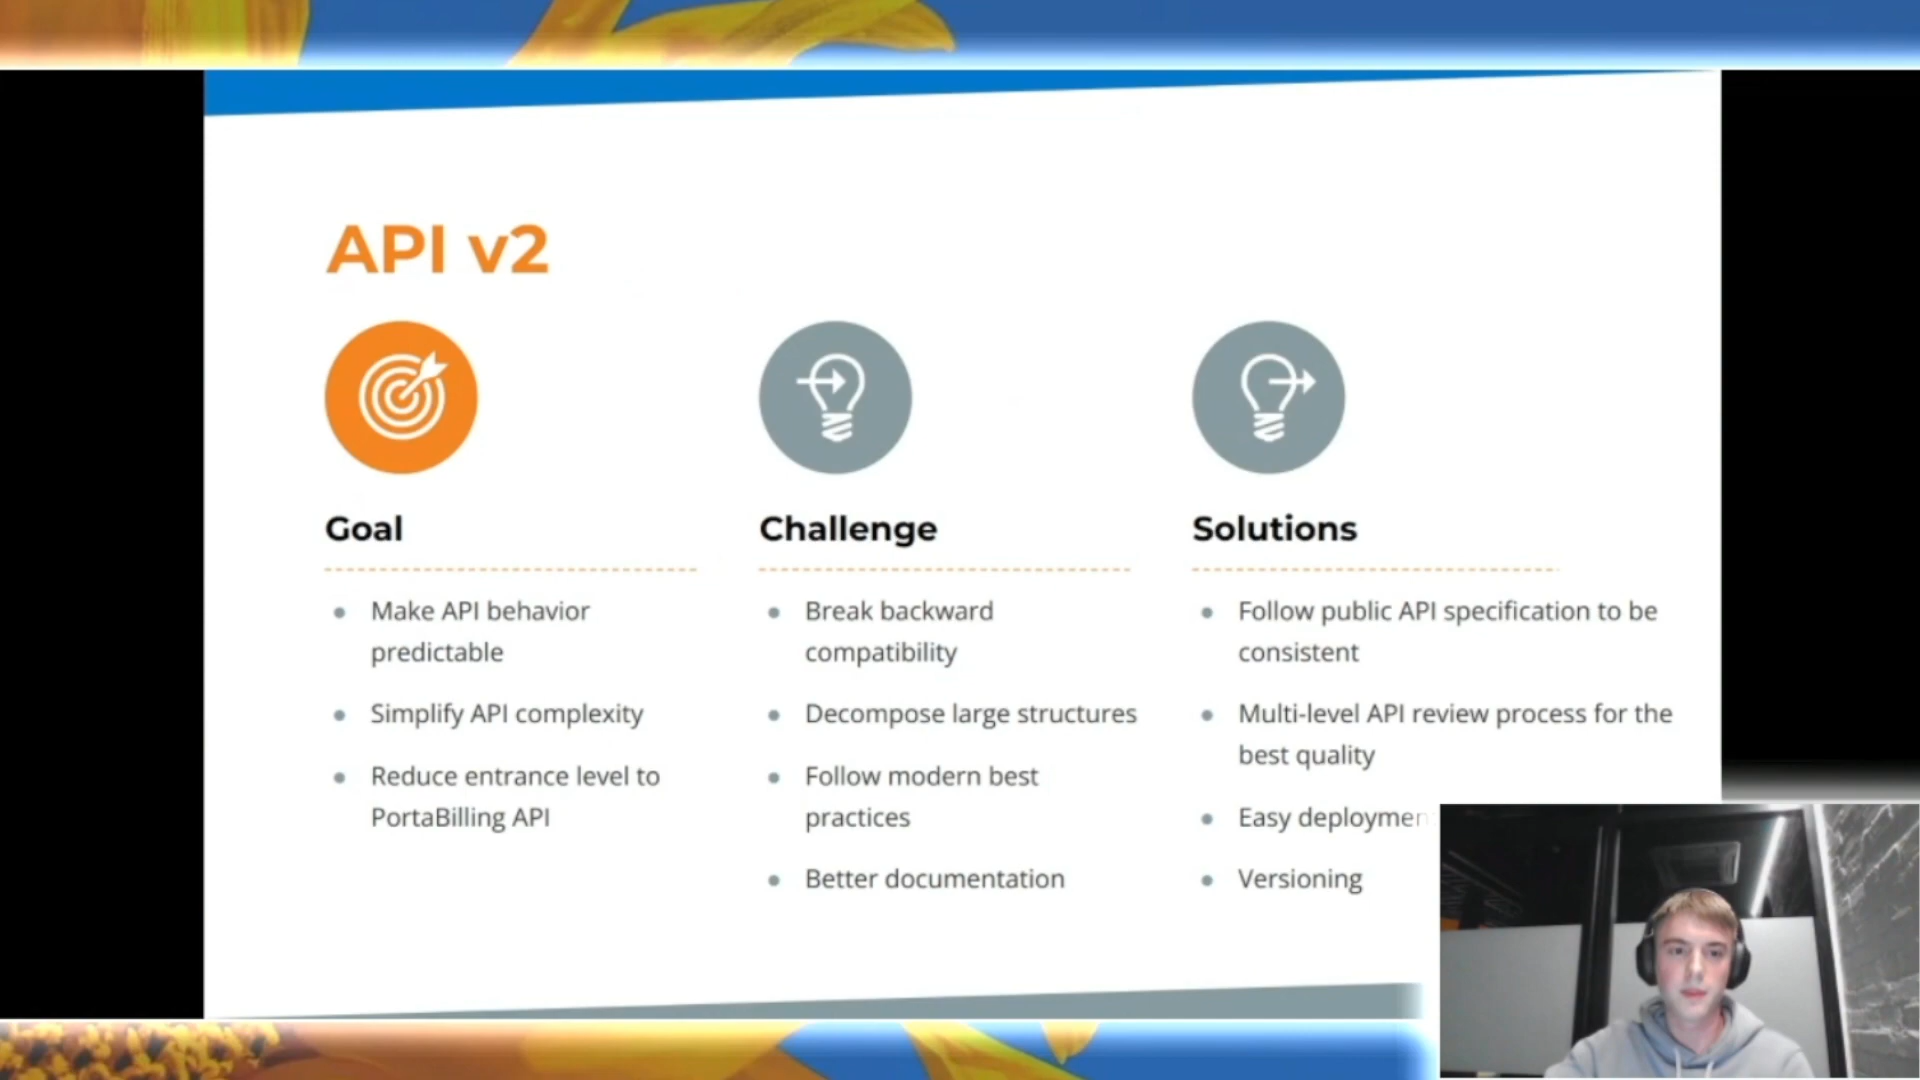 API v2
Goal
Make API behavior
predictable
Simplify API complexity
Reduce entrance level to
PortaBilling API
Challenge
Break backward
compatibility
Decompose large structures
Follow modern best
practices
Better documentation
Solutions
Follow public API specification to be
consistent
Multi-level API review process for the
best quality
Easy
Versioning